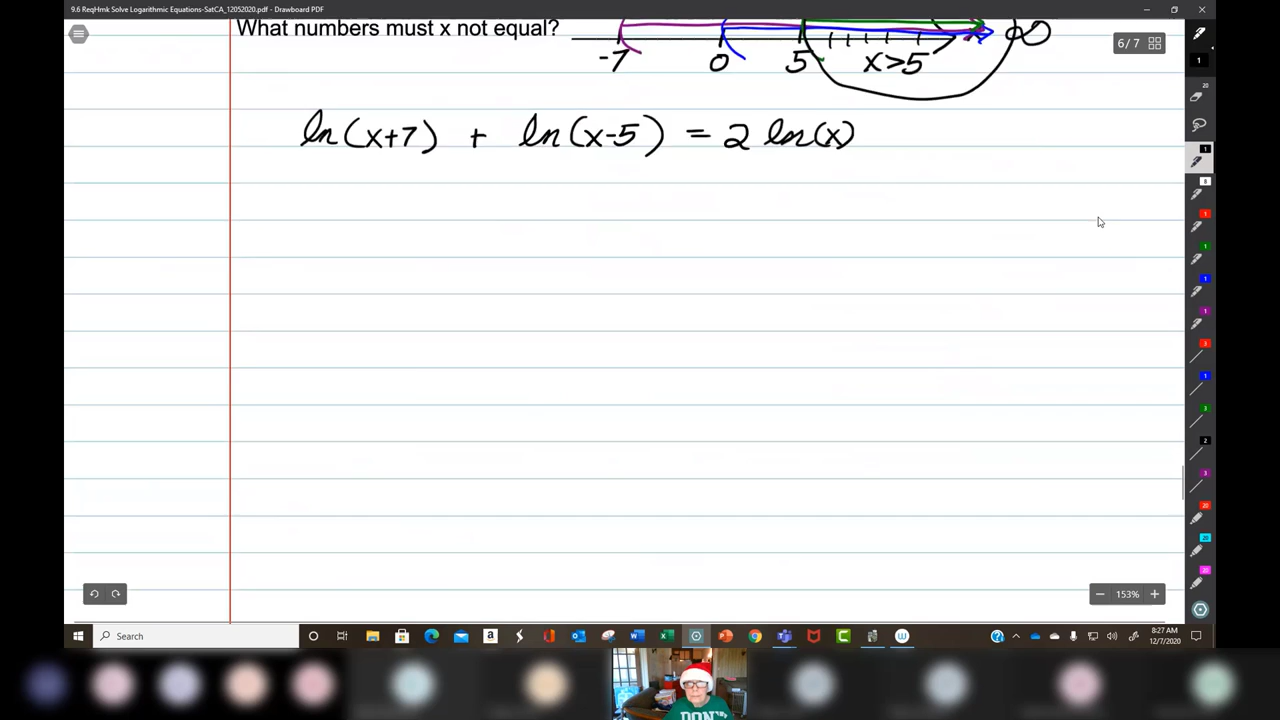 9.6 ReqHmk Solve Logarithmic Equations-SatCA_12052020.pdf - Drawboard PDF
What numbers must x not equal?
∞
-7 0 5 x>5
6/7
ln(x+7) + ln(x-5) = 2 ln(x)
153%
Search
8:27 AM
12/7/2020
DON'T